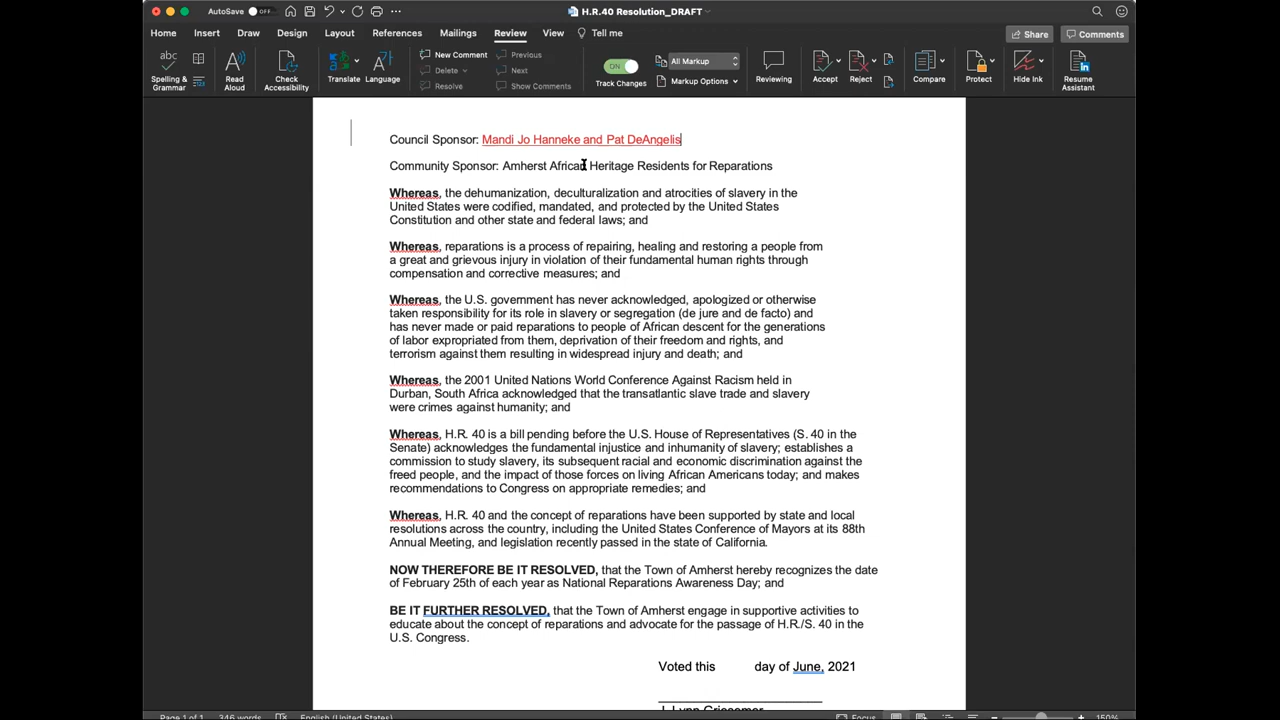 AutoSave OFF H.R.40 Resolution_DRAFT
Home Insert Draw Design Layout References Mailings Review View Tell me Share Comments
abc New Comment Previous ON All Markup
Delete Next Markup Options
Spelling & Grammar Read Aloud Check Accessibility Translate Language Resolve Show Comments Track Changes Reviewing Accept Reject Compare Protect Hide Ink Resume Assistant
Council Sponsor: Mandi Jo Hanneke and Pat DeAngelis
Community Sponsor: Amherst African Heritage Residents for Reparations
Whereas, the dehumanization, deculturalization and atrocities of slavery in the
United States were codified, mandated, and protected by the United States
Constitution and other state and federal laws; and
Whereas, reparations is a process of repairing, healing and restoring a people from
a great and grievous injury in violation of their fundamental human rights through
compensation and corrective measures; and
Whereas, the U.S. government has never acknowledged, apologized or otherwise
taken responsibility for its role in slavery or segregation (de jure and de facto) and
has never made or paid reparations to people of African descent for the generations
of labor expropriated from them, deprivation of their freedom and rights, and
terrorism against them resulting in widespread injury and death; and
Whereas, the 2001 United Nations World Conference Against Racism held in
Durban, South Africa acknowledged that the transatlantic slave trade and slavery
were crimes against humanity; and
Whereas, H.R. 40 is a bill pending before the U.S. House of Representatives (S. 40 in the
Senate) acknowledges the fundamental injustice and inhumanity of slavery; establishes a
commission to study slavery, its subsequent racial and economic discrimination against the
freed people, and the impact of those forces on living African Americans today; and makes
recommendations to Congress on appropriate remedies; and
Whereas, H.R. 40 and the concept of reparations have been supported by state and local
resolutions across the country, including the United States Conference of Mayors at its 88th
Annual Meeting, and legislation recently passed in the state of California.
NOW THEREFORE BE IT RESOLVED, that the Town of Amherst hereby recognizes the date
of February 25th of each year as National Reparations Awareness Day; and
BE IT FURTHER RESOLVED, that the Town of Amherst engage in supportive activities to
educate about the concept of reparations and advocate for the passage of H.R./S. 40 in the
U.S. Congress.
Voted this day of June, 2021
Lynn Griesemer
Page 1 of 1 346 words English (United States) Focus 150%